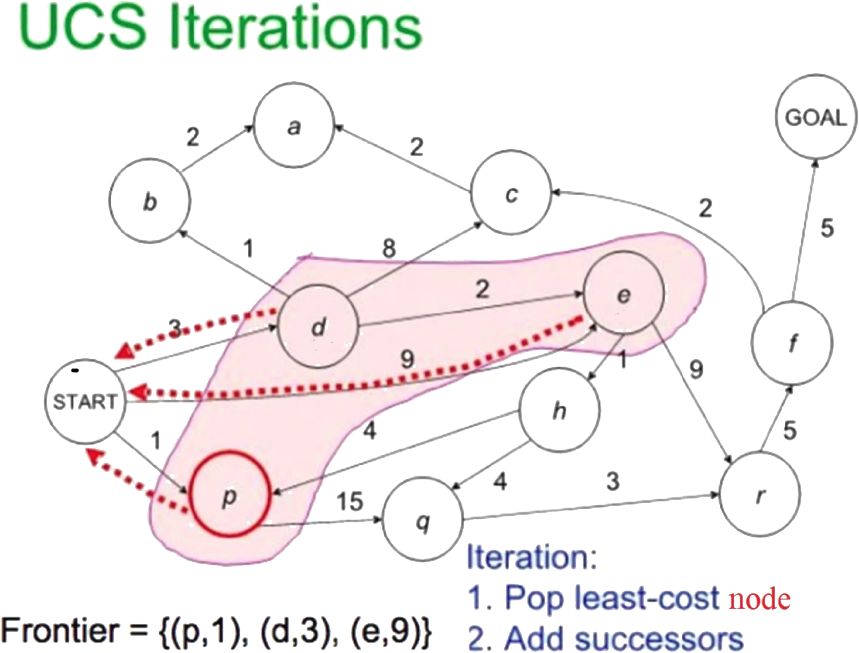 UCS Iterations
GOAL
a
2
2
b
c
2
5
1
8
2
e
d
3
9
1
9
f
START
h
1
4
5
p
15
4
3
q
r
Iteration:
1. Pop least-cost node
Frontier = {(p,1), (d,3), (e,9)}
2. Add successors